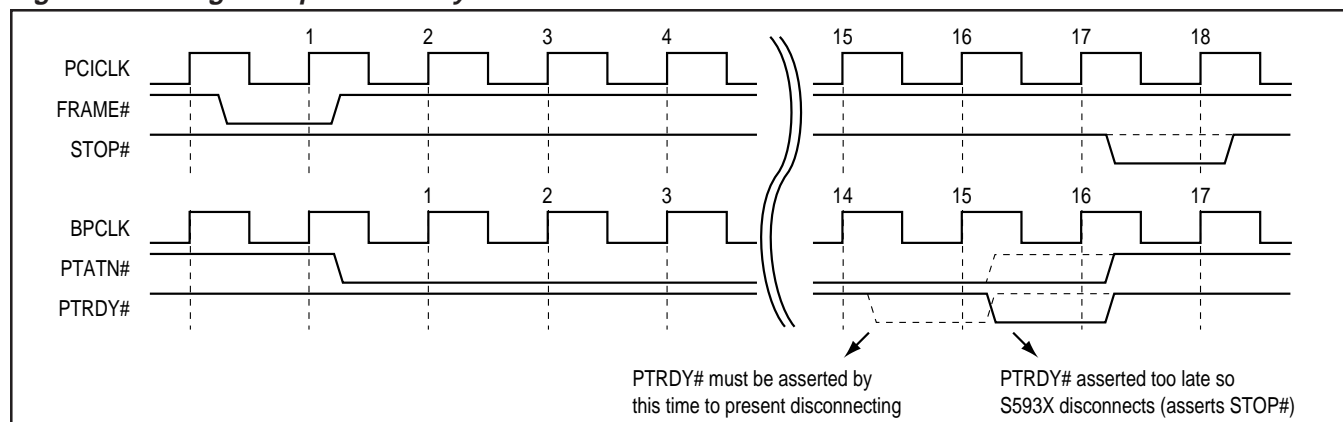 1 2 3 4 15 16 17 18
PCICLK
FRAME#
STOP#
1 2 3 14 15 16 17
BPCLK
PTATN#
PTRDY#
PTRDY# must be asserted by
this time to present disconnecting
PTRDY# asserted too late so
S593X disconnects (asserts STOP#)